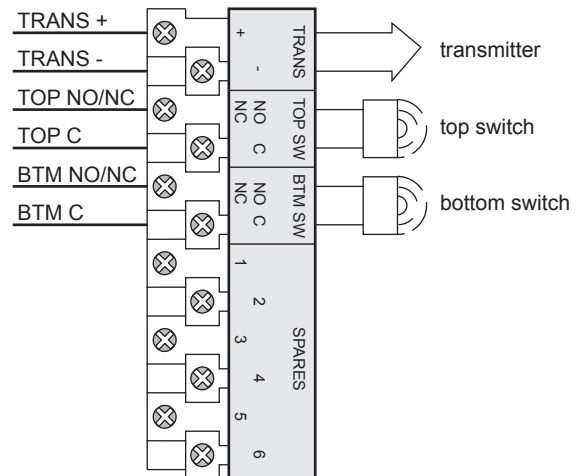 TRANS +
TRANS -
TOP NO/NC
TOP C
BTM NO/NC
BTM C
+
-
TRANS
NO
NC
C
TOP SW
NO
NC
C
BTM SW
1
2
3
4
5
6
SPARES
transmitter
top switch
bottom switch